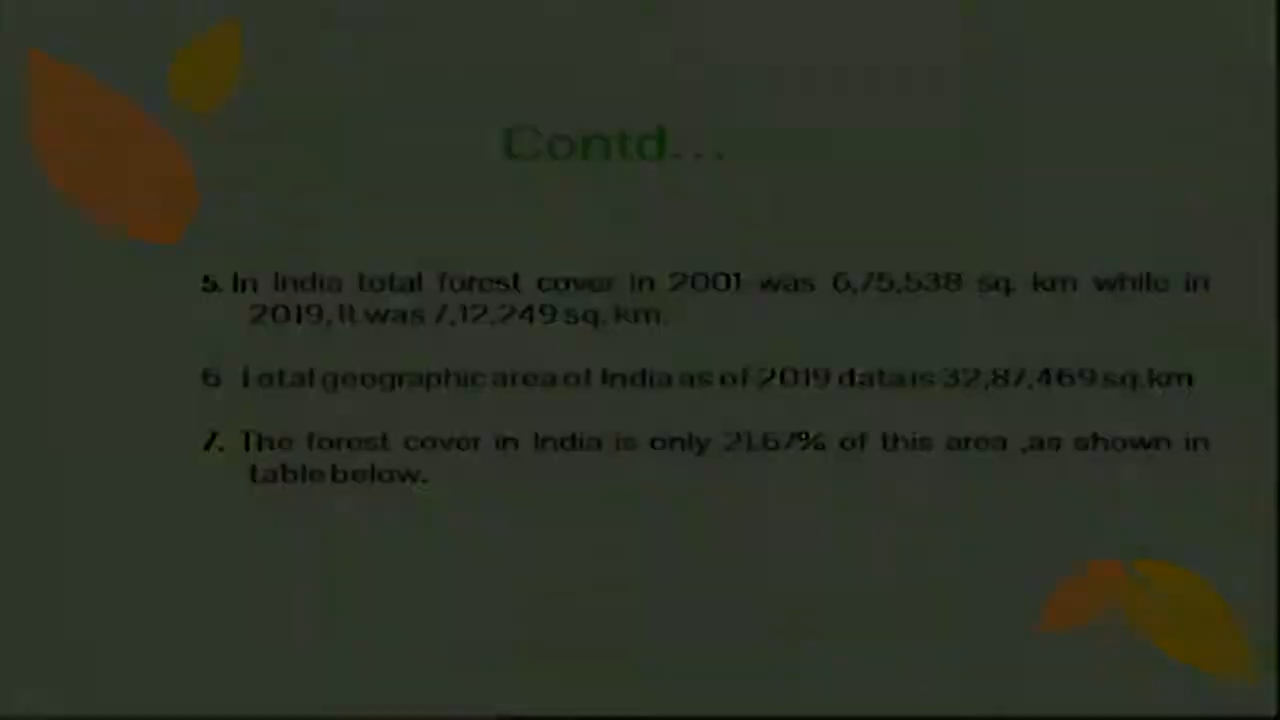 Contd...
5. In India total forest cover in 2001 was 6,75,538 sq. km while in
2019, It was 7,12,249 sq. km.
6 Total geographic area of India as of 2019 data is 32,87,469 sq.km
7. The forest cover in India is only 21.67% of this area ,as shown in
table below.